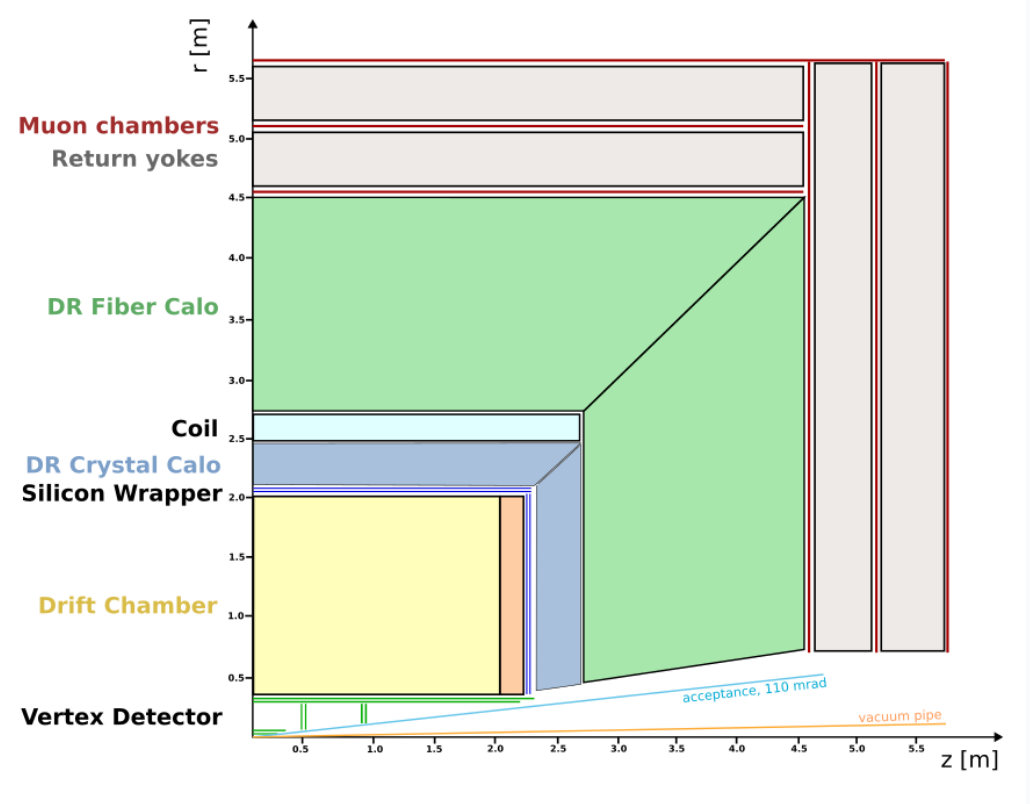 r [m]
5.5
Muon chambers
5.0
Return yokes
4.5
4.0
DR Fiber Calo
3.5
3.0
Coil
2.5
DR Crystal Calo
Silicon Wrapper
2.0
1.5
Drift Chamber
1.0
0.5
acceptance, 110 mrad
Vertex Detector
vacuum pipe
0.5 1.0 1.5 2.0 2.5 3.0 3.5 4.0 4.5 5.0 5.5
z [m]